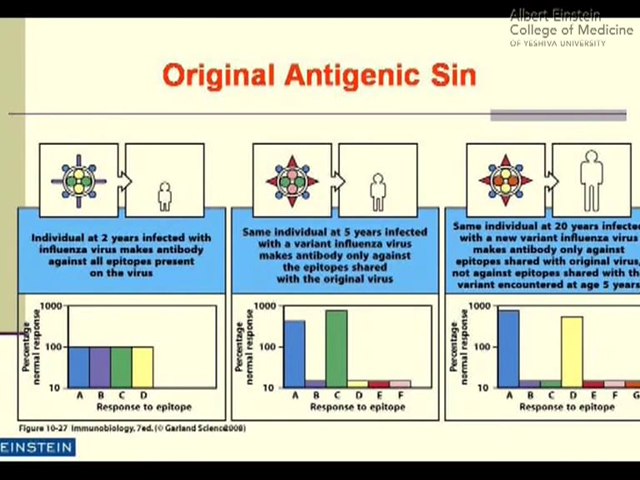 Albert Einstein
College of Medicine
OF YESHIVA UNIVERSITY
Original Antigenic Sin
Individual at 2 years infected with
influenza virus makes antibody
against all epitopes present
on the virus
Same individual at 5 years infected
with a variant influenza virus
makes antibody only against
the epitopes shared
with the original virus
Same individual at 20 years infecte
with a new variant influenza virus
makes antibody only against
epitopes shared with original virus,
not against epitopes shared with th
variant encountered at age 5 years
Percentage
normal response
1000
100
10
A B C D
Response to epitope
Percentage
normal response
1000
100
10
A B C D E F
Response to epitope
Percentage
normal response
1000
100
10
A B C D E F G
Response to epitope
Figure 10-27 Immunobiology, 7ed. (© Garland Science 2008)
EINSTEIN